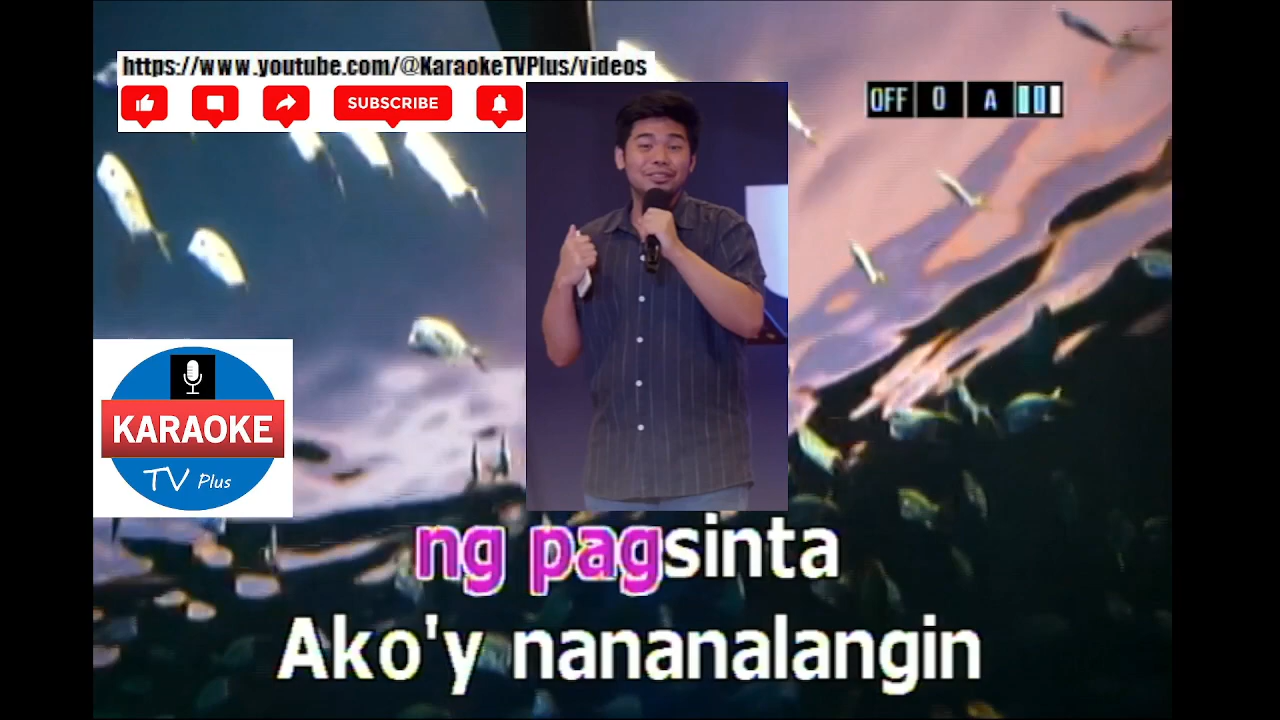 https://www.youtube.com/@KaraokeTVPlus/videos
SUBSCRIBE
OFF 0 A
KARAOKE
TV Plus
ng pagsinta
Ako'y nananalangin